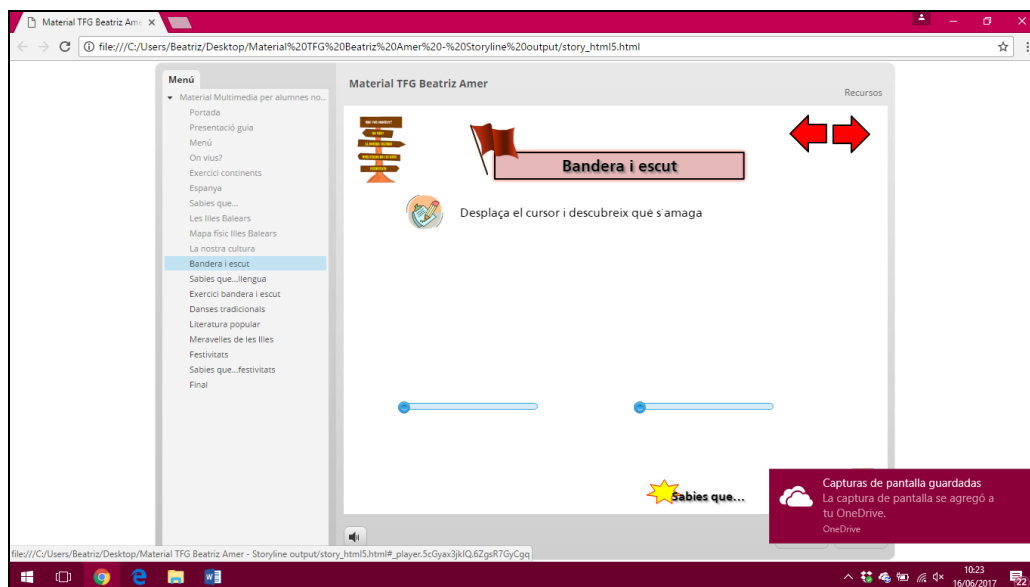 Material TFG Beatriz Ame
file:///C:/Users/Beatriz/Desktop/Material%20TFG%20Beatriz%20Amer%20-%20Storyline%20output/story_html5.html
Menú
Material Multimedia per alumnes no...
Portada
Presentació guia
Menú
On vius?
Exercici continents
Espanya
Sabies que...
Les Illes Balears
Mapa físic Illes Balears
La nostra cultura
Bandera i escut
Sabies que...llengua
Exercici bandera i escut
Danses tradicionals
Literatura popular
Meravelles de les Illes
Festivitats
Sabies que...festivitats
Final
Material TFG Beatriz Amer
Recursos
Bandera i escut
Desplaça el cursor i descubreix què s'amaga
Sabies que...
Capturas de pantalla guardadas
La captura de pantalla se agregó a
tu OneDrive.
OneDrive
file:///C:/Users/Beatriz/Desktop/Material TFG Beatriz Amer - Storyline output/story_html5.html#_player.5cGyax3jkIQ.6ZgsR7GyCgq
10:23
16/06/2017
22